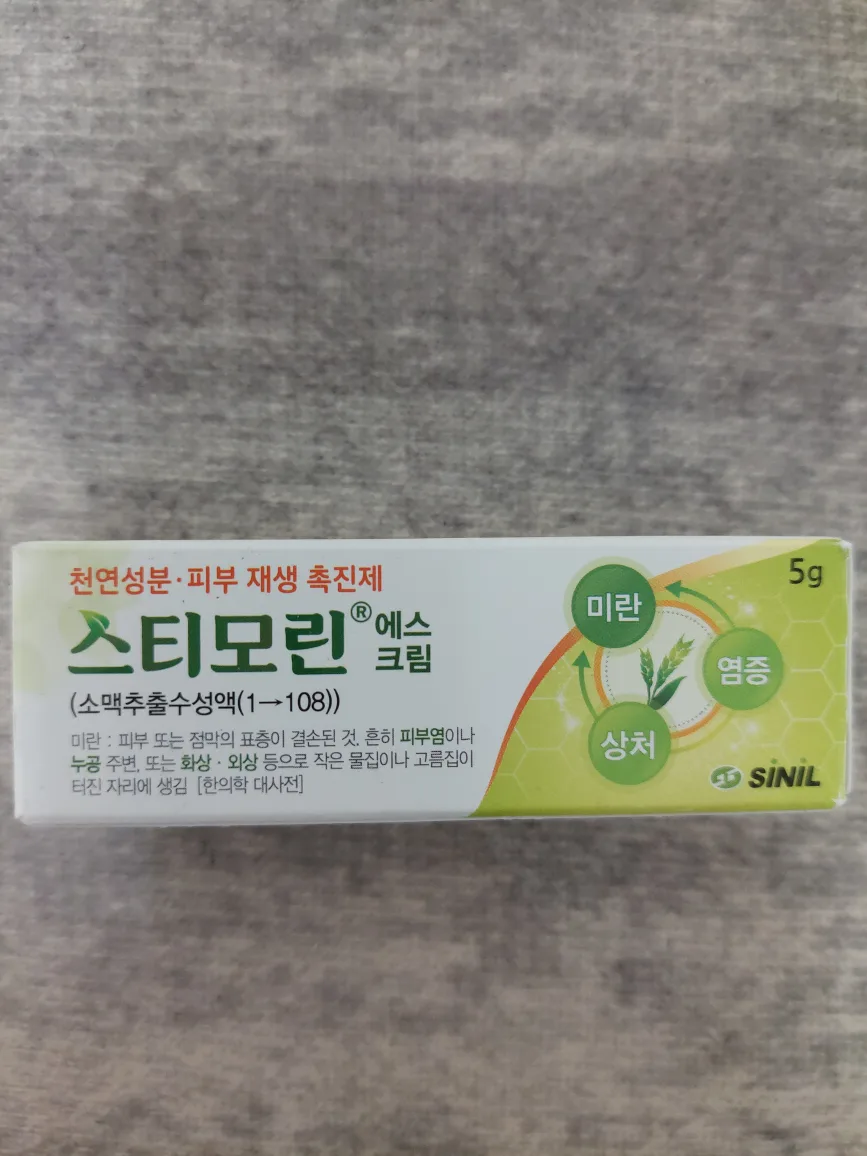 천연성분·피부 재생 촉진제
스티모린® 에스
크림
(소맥추출수성액(1→108))
미란 : 피부 또는 점막의 표층이 결손된 것. 흔히 피부염이나
누공 주변, 또는 화상·외상 등으로 작은 물집이나 고름집이
터진 자리에 생김 [한의학 대사전]
5g
미란
염증
상처
SINIL